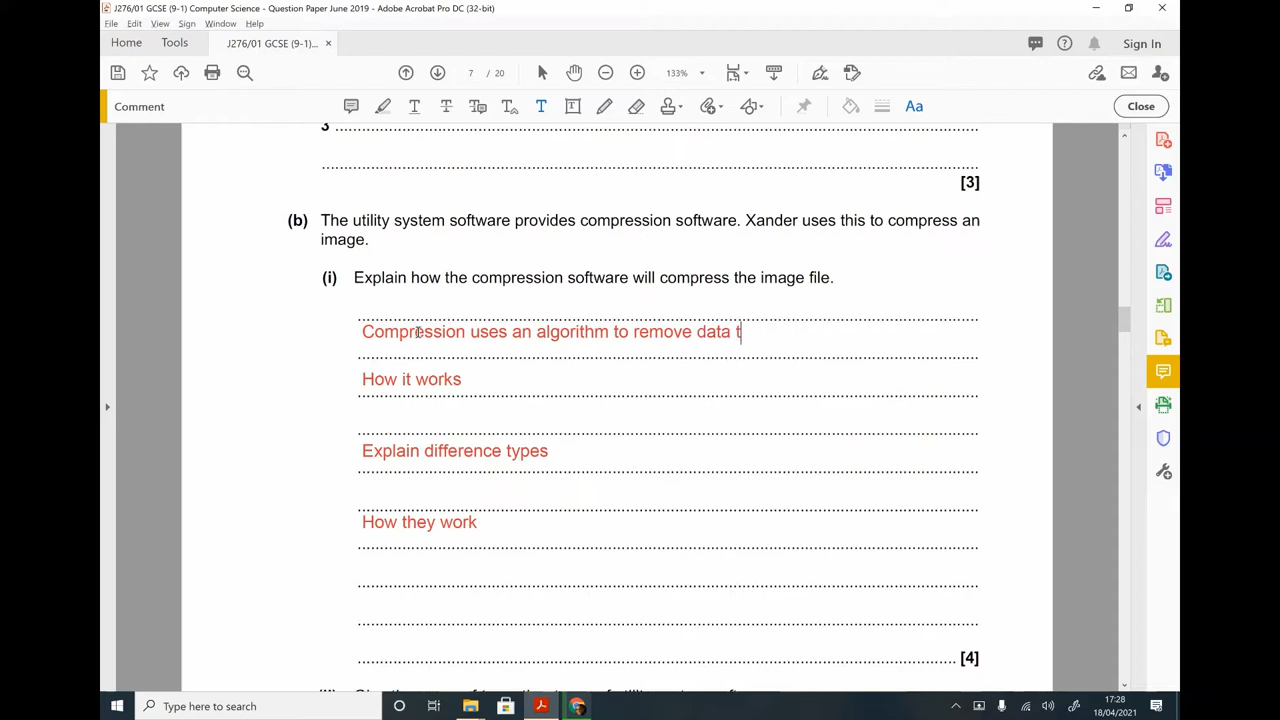 J276/01 GCSE (9-1) Computer Science - Question Paper June 2019 - Adobe Acrobat Pro DC (32-bit)
File Edit View Sign Window Help
Home Tools J276/01 GCSE (9-1)... × Sign In
7 / 20 133%
Comment Aa Close
3
[3]
(b) The utility system software provides compression software. Xander uses this to compress an
image.
(i) Explain how the compression software will compress the image file.
Compression uses an algorithm to remove data t
How it works
Explain difference types
How they work
[4]
Type here to search 17:28
18/04/2021